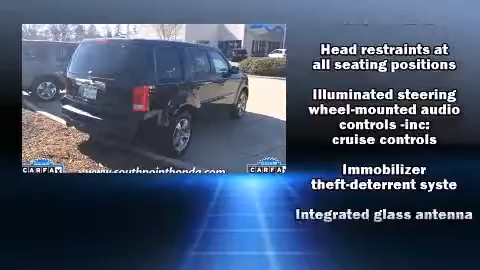 Head restraints at
all seating positions
Illuminated steering
wheel-mounted audio
controls -inc:
cruise controls
Immobilizer
theft-deterrent syste
Integrated glass antenna
CARFAX www.southpointhonda.com CARFAX